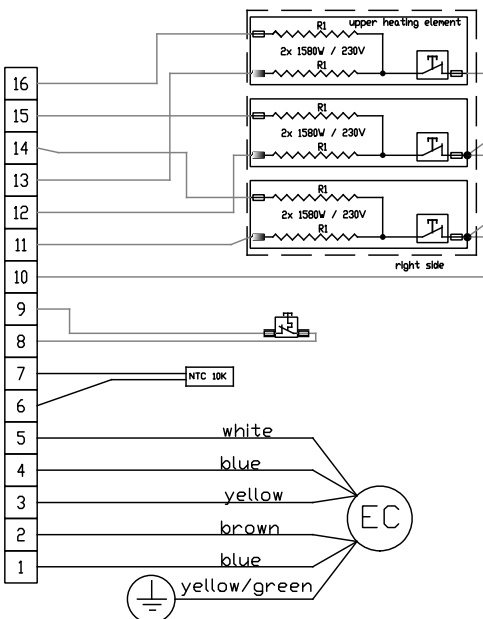 upper heating element
R1
2x 1580W / 230V
R1
R1
2x 1580W / 230V
R1
R1
2x 1580W / 230V
R1
right side
16
15
14
13
12
11
10
9
8
7
6
5
4
3
2
1
NTC 10K
white
blue
yellow
brown
blue
yellow/green
EC